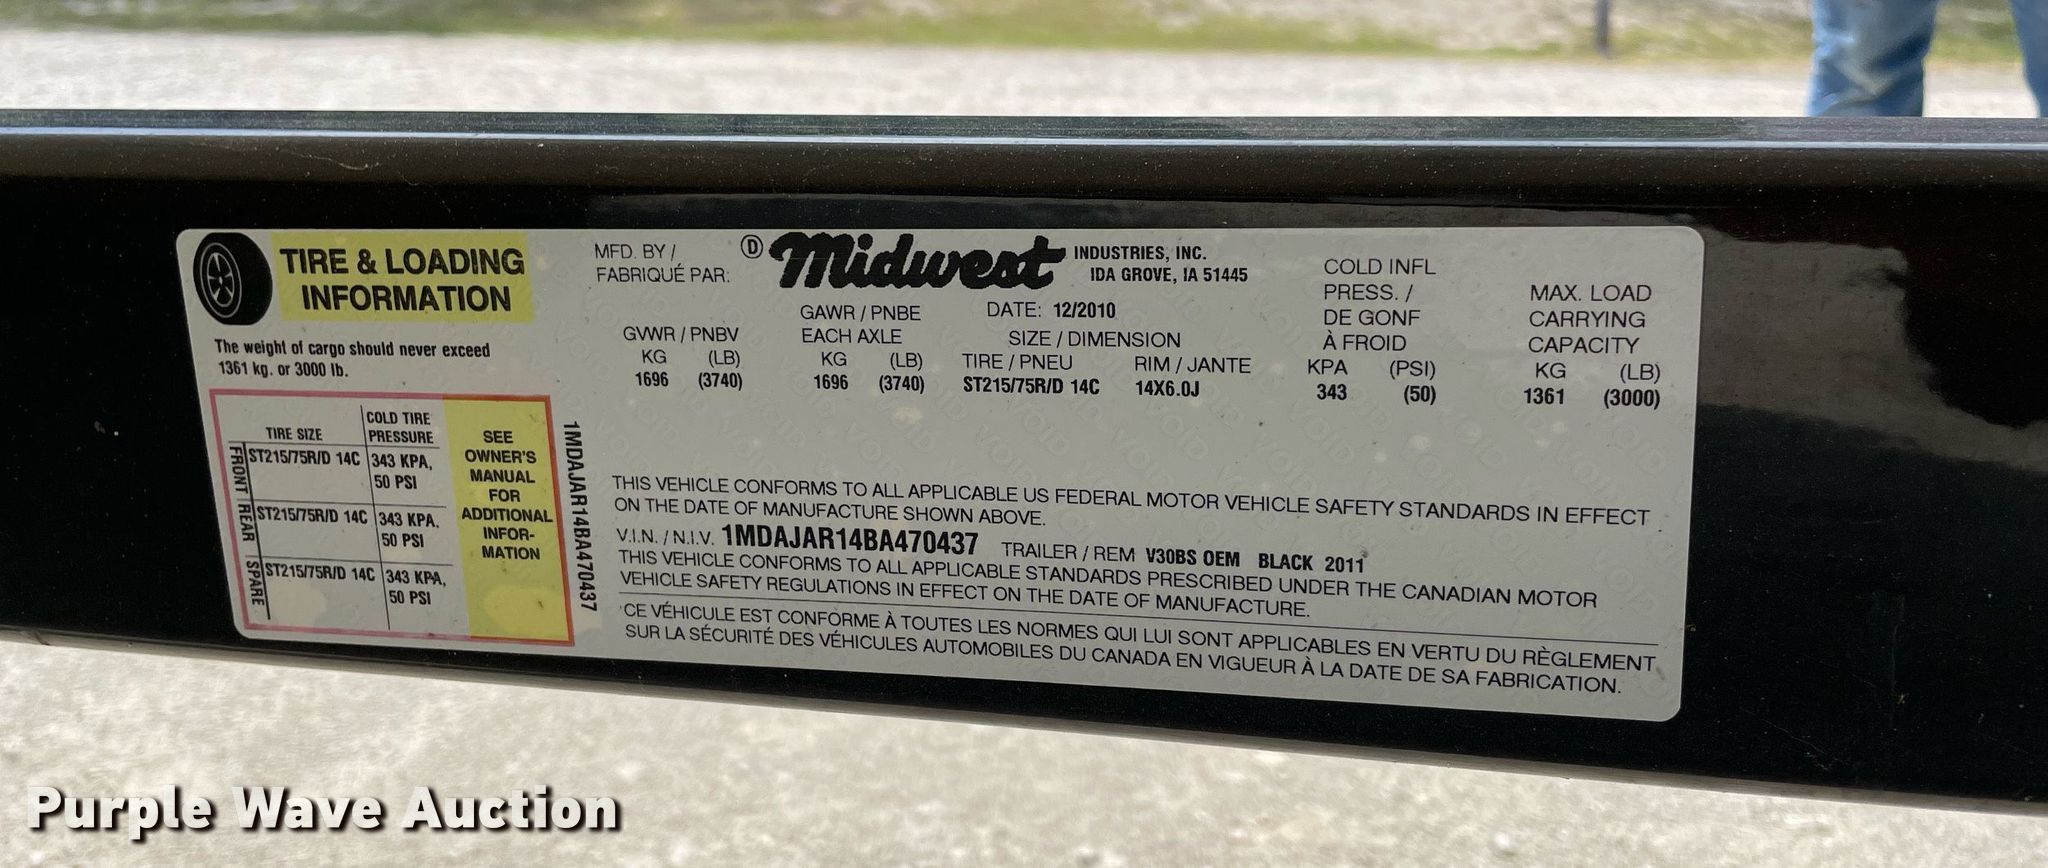 TIRE & LOADING
INFORMATION
The weight of cargo should never exceed
1361 kg. or 3000 lb.
TIRE SIZE
COLD TIRE
PRESSURE
FRONT
ST215/75R/D 14C
343 KPA,
50 PSI
REAR
ST215/75R/D 14C
343 KPA,
50 PSI
SPARE
ST215/75R/D 14C
343 KPA,
50 PSI
SEE
OWNER'S
MANUAL
FOR
ADDITIONAL
INFOR-
MATION
1MDAJAR14BA470437
MFD. BY /
FABRIQUÉ PAR:
D Midwest INDUSTRIES, INC.
IDA GROVE, IA 51445
GVWR / PNBV
KG (LB)
1696 (3740)
GAWR / PNBE
EACH AXLE
KG (LB)
1696 (3740)
DATE: 12/2010
SIZE / DIMENSION
TIRE / PNEU RIM / JANTE
ST215/75R/D 14C 14X6.0J
COLD INFL
PRESS. /
DE GONF
À FROID
KPA (PSI)
343 (50)
MAX. LOAD
CARRYING
CAPACITY
KG (LB)
1361 (3000)
THIS VEHICLE CONFORMS TO ALL APPLICABLE US FEDERAL MOTOR VEHICLE SAFETY STANDARDS IN EFFECT
ON THE DATE OF MANUFACTURE SHOWN ABOVE.
V.I.N. / N.I.V. 1MDAJAR14BA470437 TRAILER / REM V30BS OEM BLACK 2011
THIS VEHICLE CONFORMS TO ALL APPLICABLE STANDARDS PRESCRIBED UNDER THE CANADIAN MOTOR
VEHICLE SAFETY REGULATIONS IN EFFECT ON THE DATE OF MANUFACTURE.
CE VÉHICULE EST CONFORME À TOUTES LES NORMES QUI LUI SONT APPLICABLES EN VERTU DU RÈGLEMENT
SUR LA SÉCURITÉ DES VÉHICULES AUTOMOBILES DU CANADA EN VIGUEUR À LA DATE DE SA FABRICATION.
Purple Wave Auction